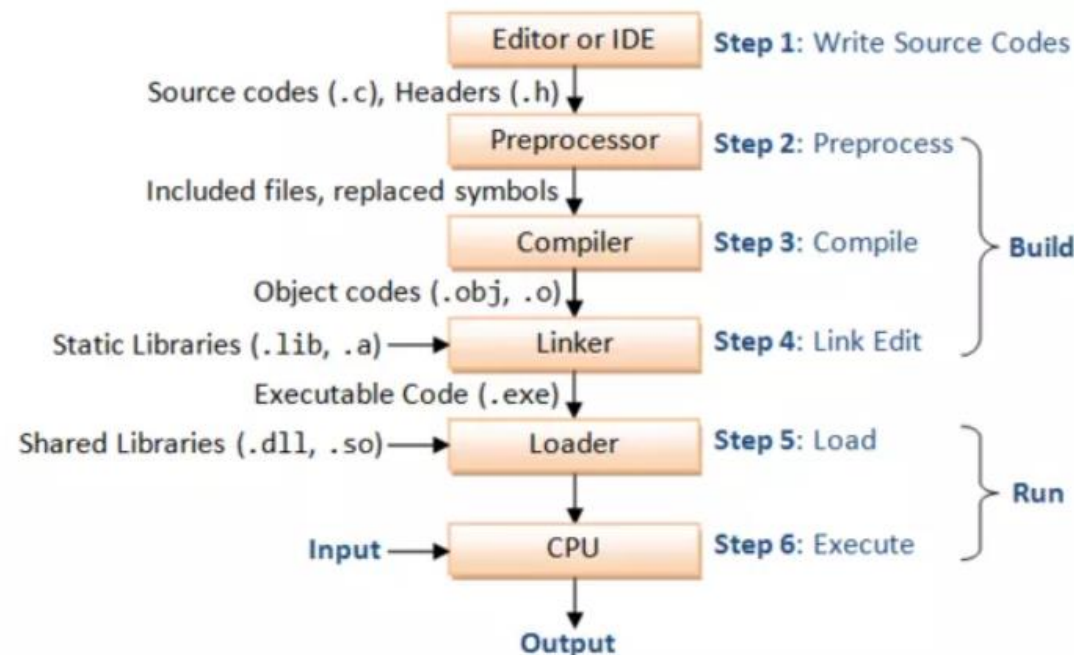 Editor or IDE
Step 1: Write Source Codes
Source codes (.c), Headers (.h)
Preprocessor
Step 2: Preprocess
Included files, replaced symbols
Compiler
Step 3: Compile
Build
Object codes (.obj, .o)
Static Libraries (.lib, .a)
Linker
Step 4: Link Edit
Executable Code (.exe)
Shared Libraries (.dll, .so)
Loader
Step 5: Load
Run
Input
CPU
Step 6: Execute
Output